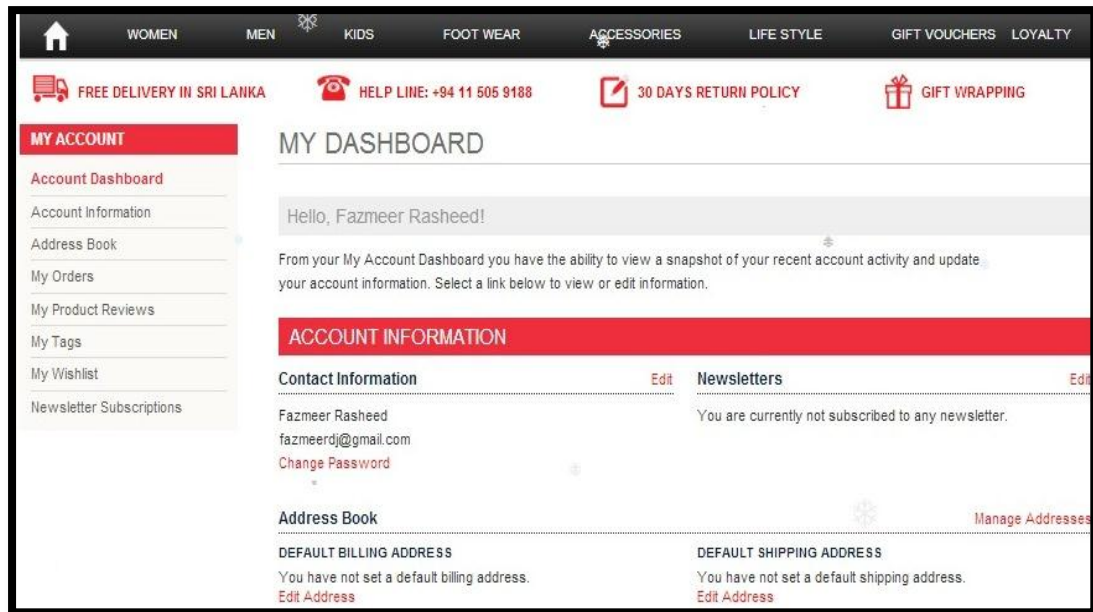 WOMEN MEN KIDS FOOT WEAR ACCESSORIES LIFE STYLE GIFT VOUCHERS LOYALTY
FREE DELIVERY IN SRI LANKA HELP LINE: +94 11 505 9188 30 DAYS RETURN POLICY GIFT WRAPPING
MY ACCOUNT
Account Dashboard
Account Information
Address Book
My Orders
My Product Reviews
My Tags
My Wishlist
Newsletter Subscriptions
MY DASHBOARD
Hello, Fazmeer Rasheed!
From your My Account Dashboard you have the ability to view a snapshot of your recent account activity and update
your account information. Select a link below to view or edit information.
ACCOUNT INFORMATION
Contact Information Edit
Fazmeer Rasheed
fazmeerdj@gmail.com
Change Password
Newsletters Edit
You are currently not subscribed to any newsletter.
Address Book Manage Addresses
DEFAULT BILLING ADDRESS
You have not set a default billing address.
Edit Address
DEFAULT SHIPPING ADDRESS
You have not set a default shipping address.
Edit Address